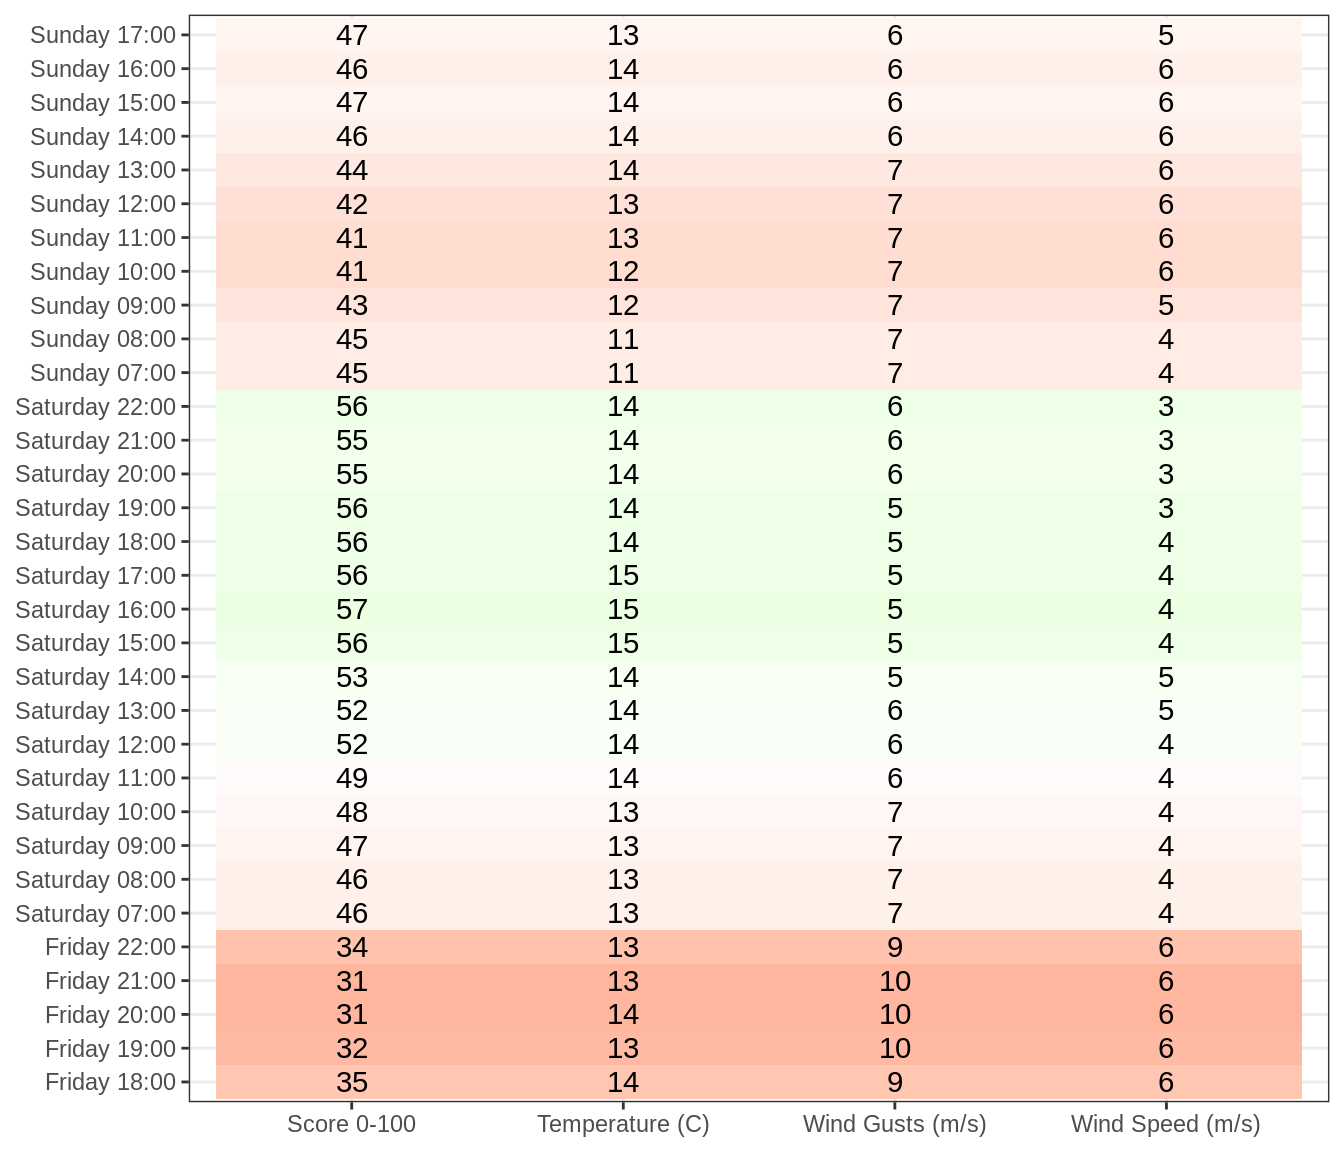 Sunday 17:00 47 13 6 5
Sunday 16:00 46 14 6 6
Sunday 15:00 47 14 6 6
Sunday 14:00 46 14 6 6
Sunday 13:00 44 14 7 6
Sunday 12:00 42 13 7 6
Sunday 11:00 41 13 7 6
Sunday 10:00 41 12 7 6
Sunday 09:00 43 12 7 5
Sunday 08:00 45 11 7 4
Sunday 07:00 45 11 7 4
Saturday 22:00 56 14 6 3
Saturday 21:00 55 14 6 3
Saturday 20:00 55 14 6 3
Saturday 19:00 56 14 5 3
Saturday 18:00 56 14 5 4
Saturday 17:00 56 15 5 4
Saturday 16:00 57 15 5 4
Saturday 15:00 56 15 5 4
Saturday 14:00 53 14 5 5
Saturday 13:00 52 14 6 5
Saturday 12:00 52 14 6 4
Saturday 11:00 49 14 6 4
Saturday 10:00 48 13 7 4
Saturday 09:00 47 13 7 4
Saturday 08:00 46 13 7 4
Saturday 07:00 46 13 7 4
Friday 22:00 34 13 9 6
Friday 21:00 31 13 10 6
Friday 20:00 31 14 10 6
Friday 19:00 32 13 10 6
Friday 18:00 35 14 9 6
Score 0-100 Temperature (C) Wind Gusts (m/s) Wind Speed (m/s)